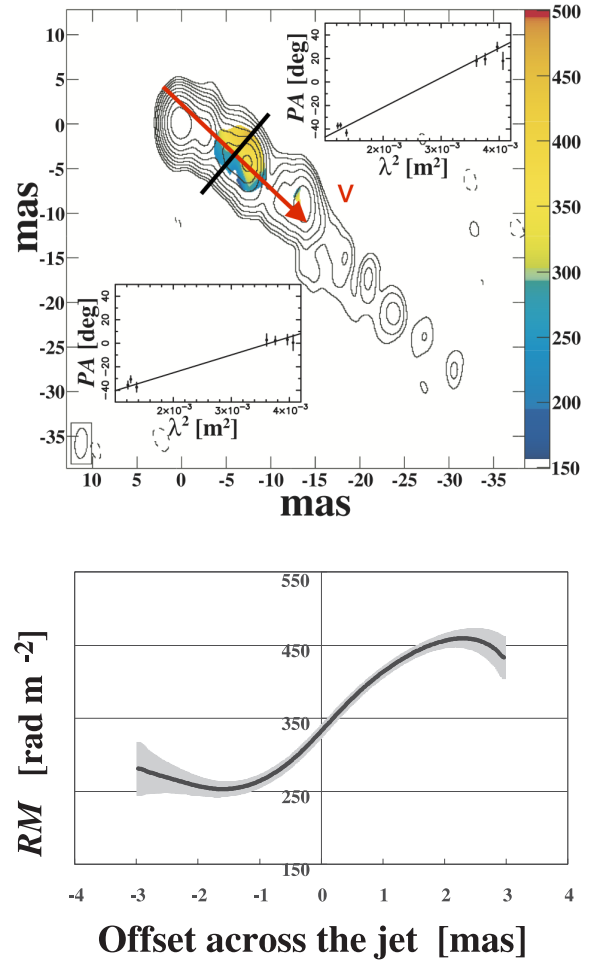 10
5
0
-5
-10
-15
-20
-25
-30
-35
mas
10 5 0 -5 -10 -15 -20 -25 -30 -35
mas
PA [deg]
40
20
0
-20
-40
2×10⁻³ 3×10⁻³ 4×10⁻³
λ² [m²]
V
PA [deg]
40
20
0
-20
-40
2×10⁻³ 3×10⁻³ 4×10⁻³
λ² [m²]
500
450
400
350
300
250
200
150
RM [rad m -2]
550
450
350
250
150
-4 -3 -2 -1 0 1 2 3 4
Offset across the jet [mas]